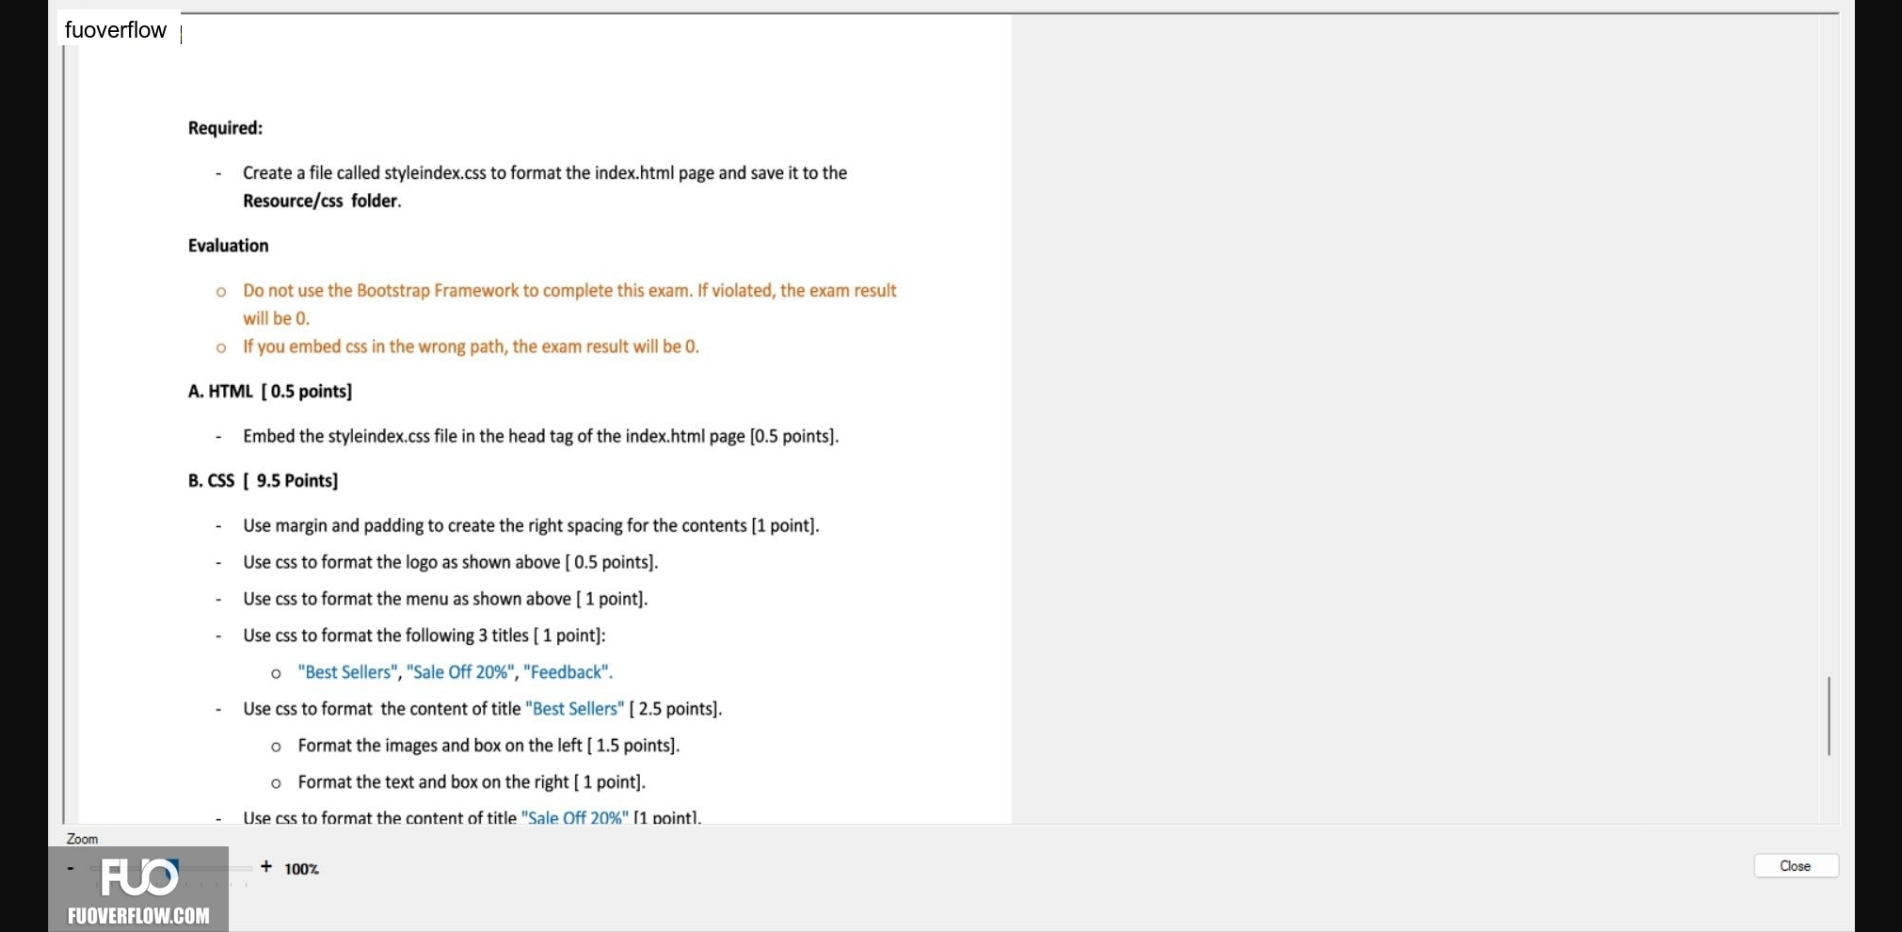 fuoverflow
Required:
- Create a file called styleindex.css to format the index.html page and save it to the
Resource/css folder.
Evaluation
o Do not use the Bootstrap Framework to complete this exam. If violated, the exam result
will be 0.
o If you embed css in the wrong path, the exam result will be 0.
A. HTML [ 0.5 points]
- Embed the styleindex.css file in the head tag of the index.html page [0.5 points].
B. CSS [ 9.5 Points]
- Use margin and padding to create the right spacing for the contents [1 point].
- Use css to format the logo as shown above [ 0.5 points].
- Use css to format the menu as shown above [ 1 point].
- Use css to format the following 3 titles [ 1 point]:
o "Best Sellers", "Sale Off 20%", "Feedback".
- Use css to format the content of title "Best Sellers" [ 2.5 points].
o Format the images and box on the left [ 1.5 points].
o Format the text and box on the right [ 1 point].
- Use css to format the content of title "Sale Off 20%" [1 point].
Zoom
- + 100%
Close
FUO
FUOVERFLOW.COM